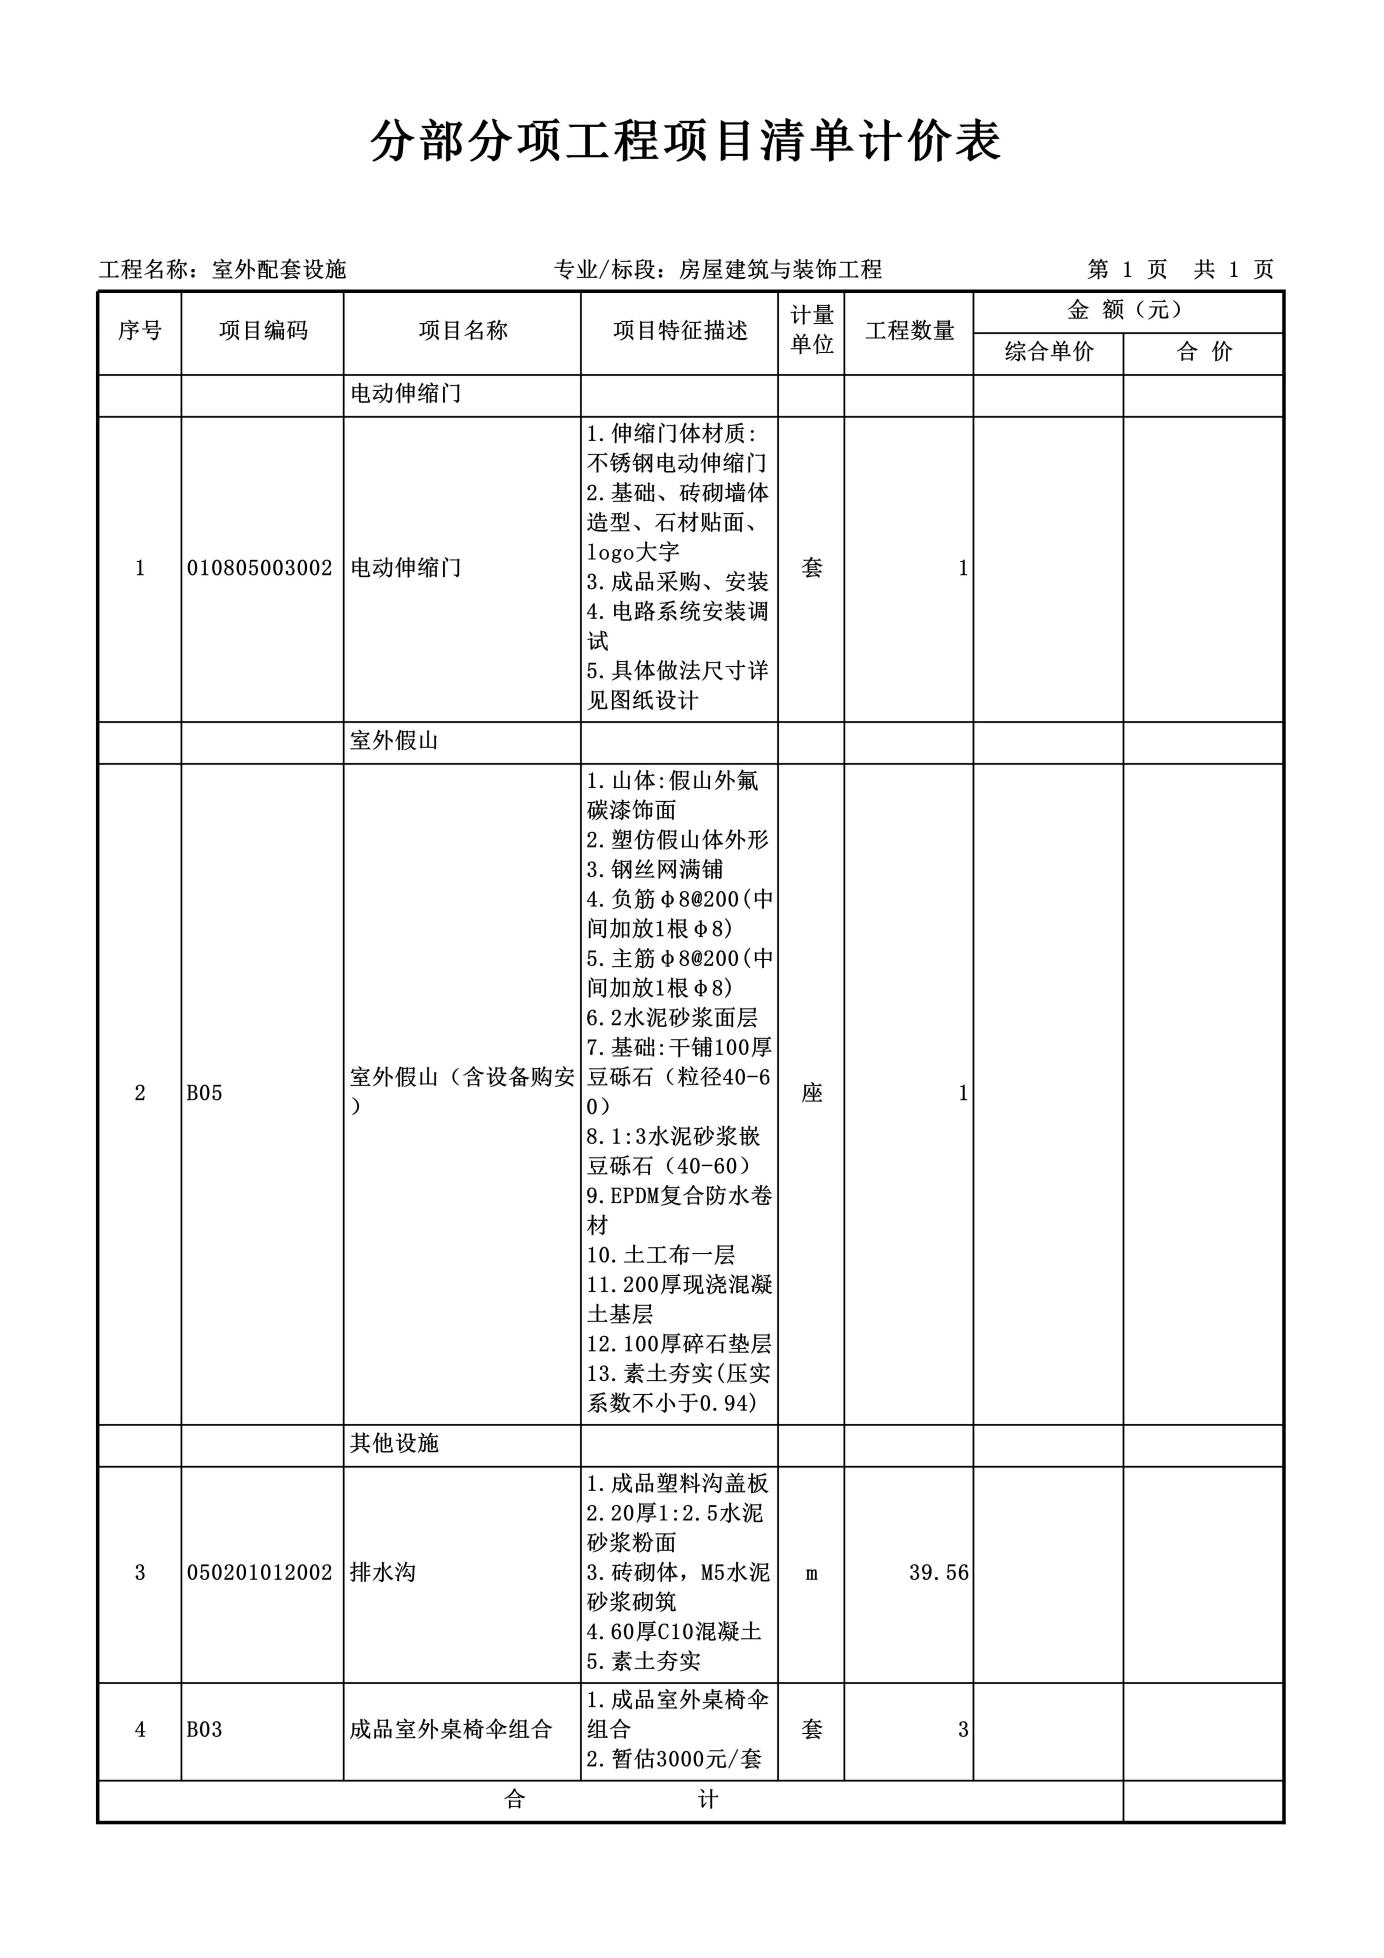 分部分项工程项目清单计价表
工程名称：室外配套设施 专业/标段：房屋建筑与装饰工程 第 1 页 共 1 页
序号 项目编码 项目名称 项目特征描述 计量单位 工程数量 金 额（元）
综合单价 合 价
电动伸缩门
1 010805003002 电动伸缩门
1.伸缩门体材质:
不锈钢电动伸缩门
2.基础、砖砌墙体
造型、石材贴面、
logo大字
3.成品采购、安装
4.电路系统安装调
试
5.具体做法尺寸详
见图纸设计
套 1
室外假山
2 B05 室外假山（含设备购安
）
1.山体:假山外氟
碳漆饰面
2.塑仿假山体外形
3.钢丝网满铺
4.负筋φ8@200(中
间加放1根φ8)
5.主筋φ8@200(中
间加放1根φ8)
6.2水泥砂浆面层
7.基础:干铺100厚
豆砾石（粒径40-6
0）
8.1:3水泥砂浆嵌
豆砾石（40-60）
9.EPDM复合防水卷
材
10.土工布一层
11.200厚现浇混凝
土基层
12.100厚碎石垫层
13.素土夯实(压实
系数不小于0.94)
座 1
其他设施
3 050201012002 排水沟
1.成品塑料沟盖板
2.20厚1:2.5水泥
砂浆粉面
3.砖砌体，M5水泥
砂浆砌筑
4.60厚C10混凝土
5.素土夯实
m 39.56
4 B03 成品室外桌椅伞组合
1.成品室外桌椅伞
组合
2.暂估3000元/套
套 3
合 计